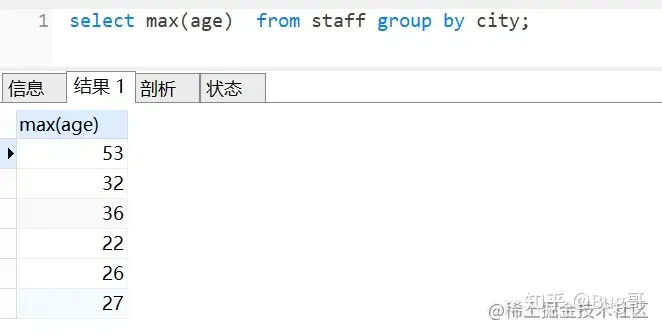 1 select max(age)  from staff group by city;
信息 结果 1 剖析 状态
max(age)
53
32
36
22
26
27
知乎 @Bug哥
@稀土掘金技术社区